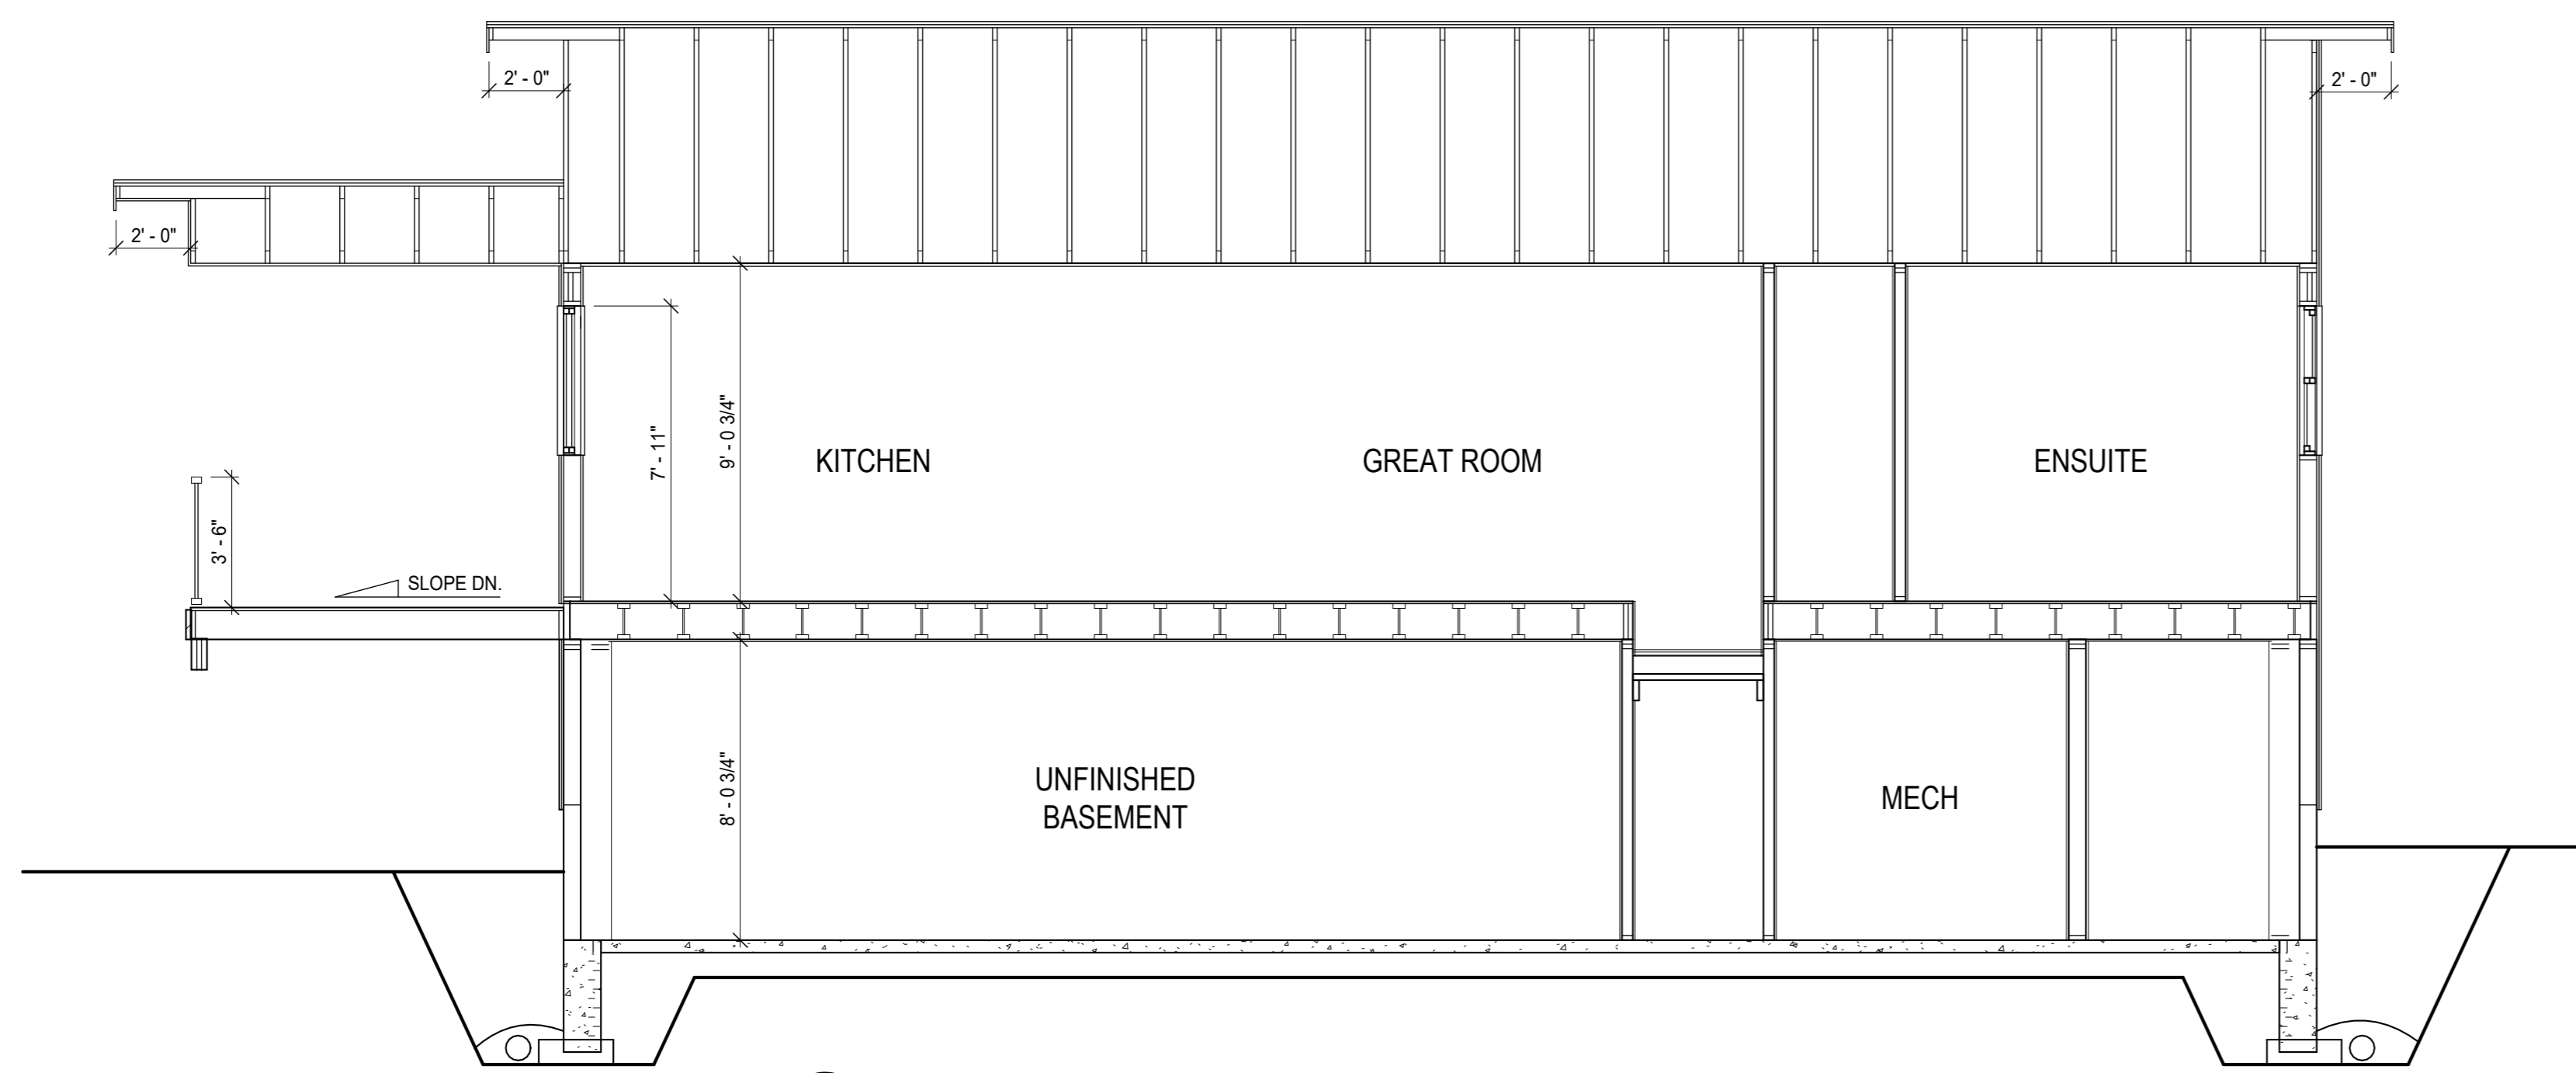 2' - 0"
2' - 0"
2' - 0"
7' - 11"
9' - 0 3/4"
KITCHEN
GREAT ROOM
ENSUITE
3' - 6"
SLOPE DN.
8' - 0 3/4"
UNFINISHED
BASEMENT
MECH